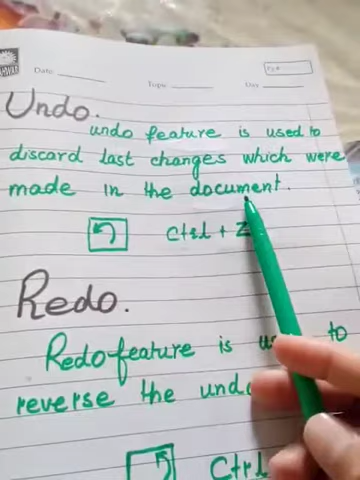 Date
Topic
Day
Undo.
undo feature is used to
discard last changes which were
made in the document.
Ctrl + Z
Redo.
Redo feature is to
reverse the
Ctrl